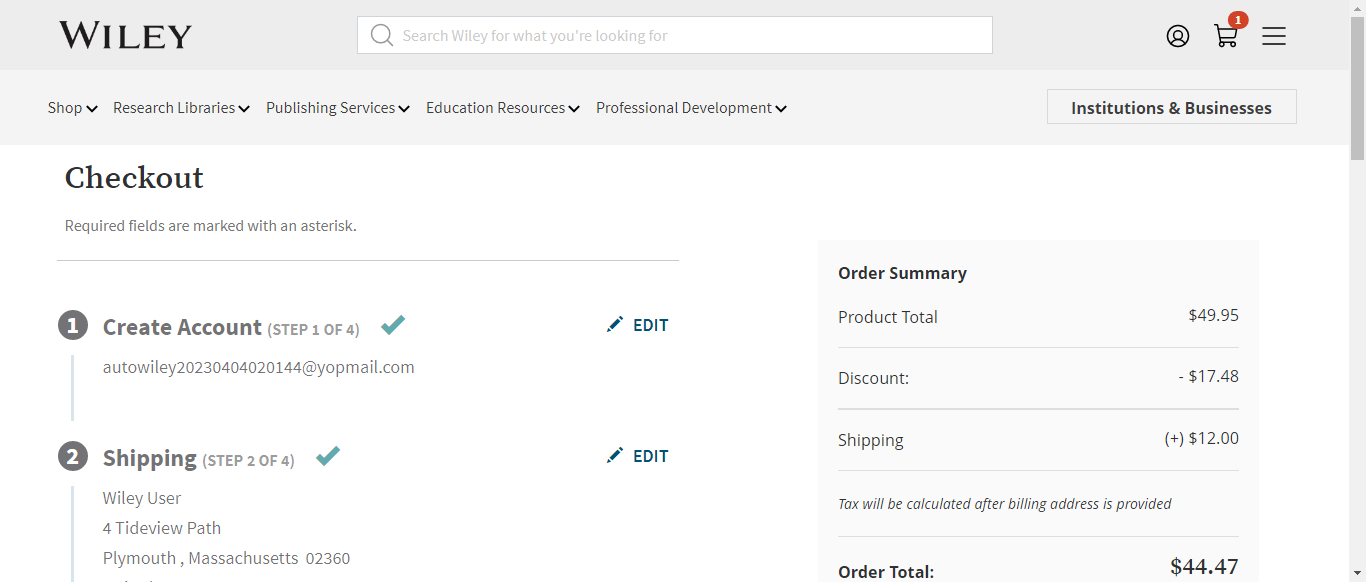 WILEY
Search Wiley for what you're looking for
1
Shop
Research Libraries
Publishing Services
Education Resources
Professional Development
Institutions & Businesses
Checkout
Required fields are marked with an asterisk.
1 Create Account (STEP 1 OF 4) EDIT
autowiley20230404020144@yopmail.com
2 Shipping (STEP 2 OF 4) EDIT
Wiley User
4 Tideview Path
Plymouth , Massachusetts 02360
Order Summary
Product Total $49.95
Discount: - $17.48
Shipping (+) $12.00
Tax will be calculated after billing address is provided
Order Total: $44.47